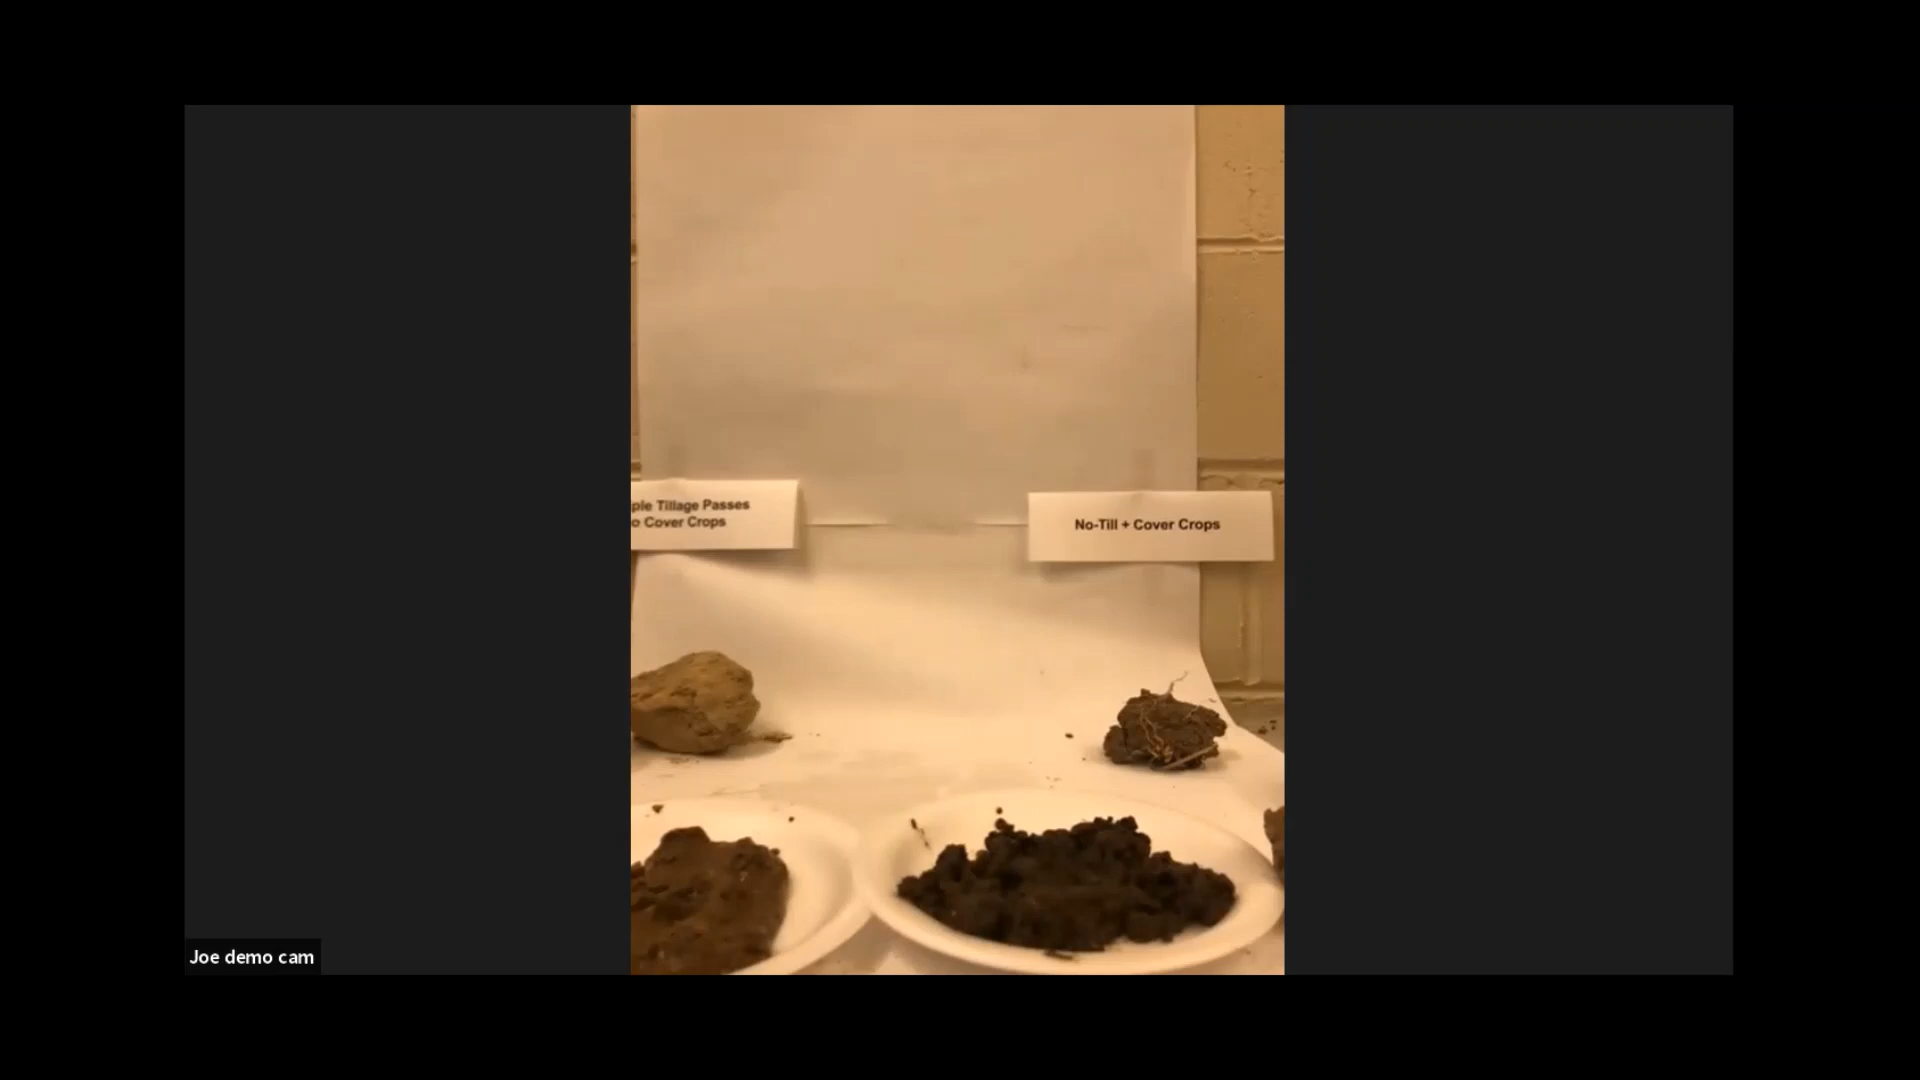 ple Tillage Passes
o Cover Crops
No-Till + Cover Crops
Joe demo cam